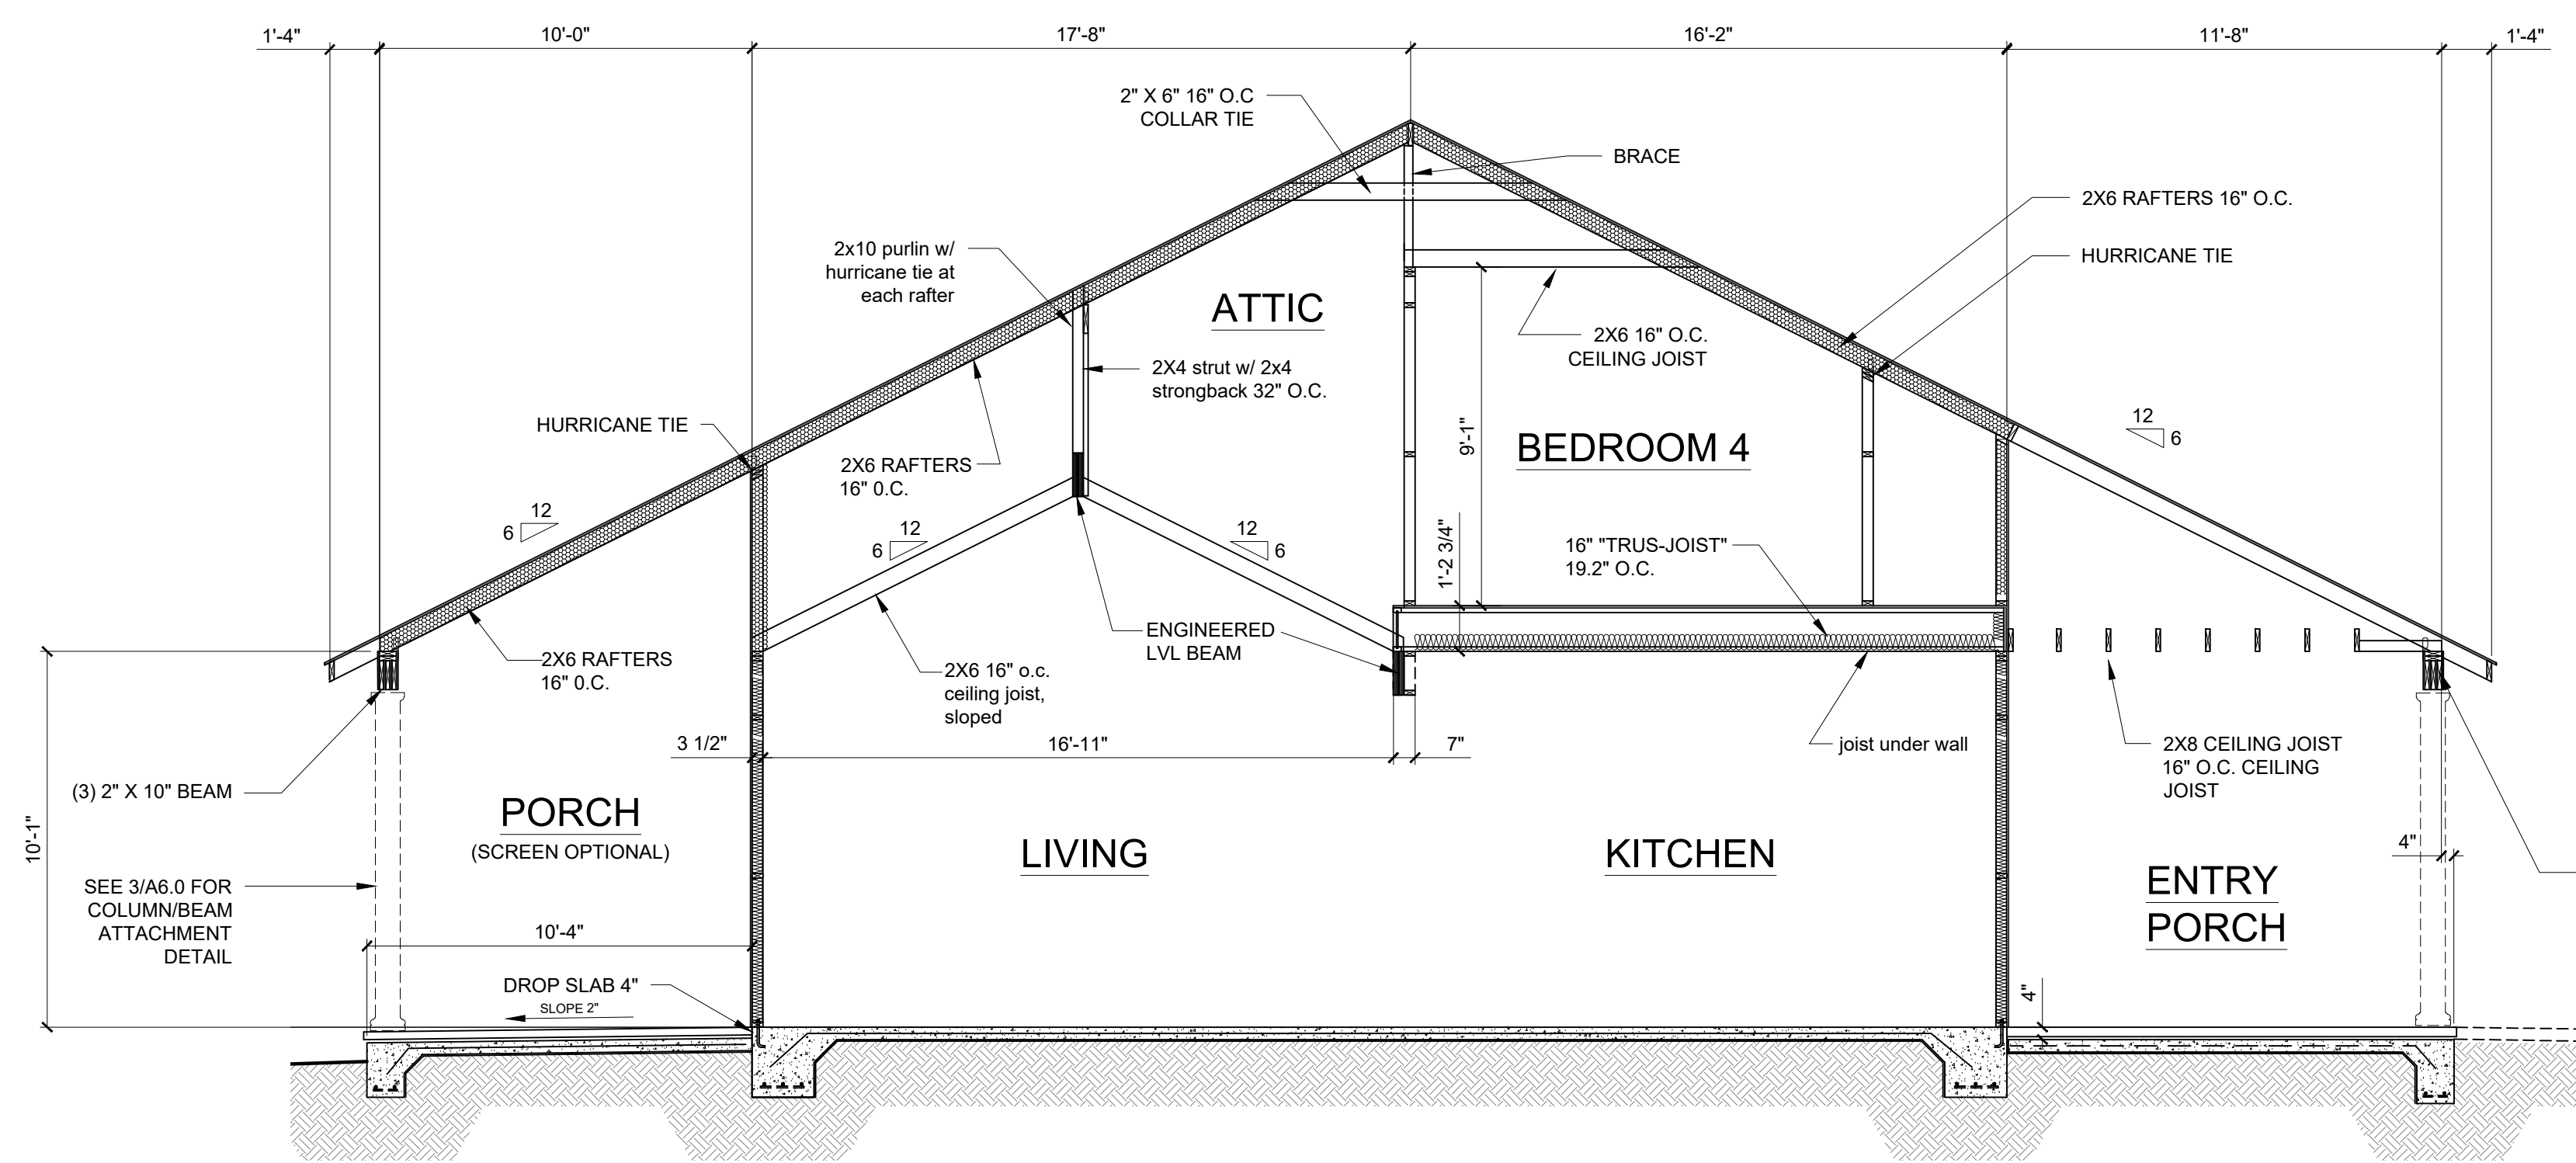 1'-4"
10'-0"
17'-8"
16'-2"
11'-8"
1'-4"
2" X 6" 16" O.C
COLLAR TIE
BRACE
2X6 RAFTERS 16" O.C.
HURRICANE TIE
2x10 purlin w/
hurricane tie at
each rafter
ATTIC
2X6 16" O.C.
CEILING JOIST
2X4 strut w/ 2x4
strongback 32" O.C.
HURRICANE TIE
2X6 RAFTERS
16" 0.C.
9'-1"
BEDROOM 4
12
6
12
6
12
6
12
6
1'-2 3/4"
16" "TRUS-JOIST"
19.2" O.C.
ENGINEERED
LVL BEAM
2X6 RAFTERS
16" 0.C.
2X6 16" o.c.
ceiling joist,
sloped
3 1/2"
16'-11"
7"
joist under wall
2X8 CEILING JOIST
16" O.C. CEILING
JOIST
(3) 2" X 10" BEAM
PORCH
(SCREEN OPTIONAL)
10'-1"
LIVING
KITCHEN
4"
ENTRY
PORCH
SEE 3/A6.0 FOR
COLUMN/BEAM
ATTACHMENT
DETAIL
10'-4"
DROP SLAB 4"
SLOPE 2"
4"